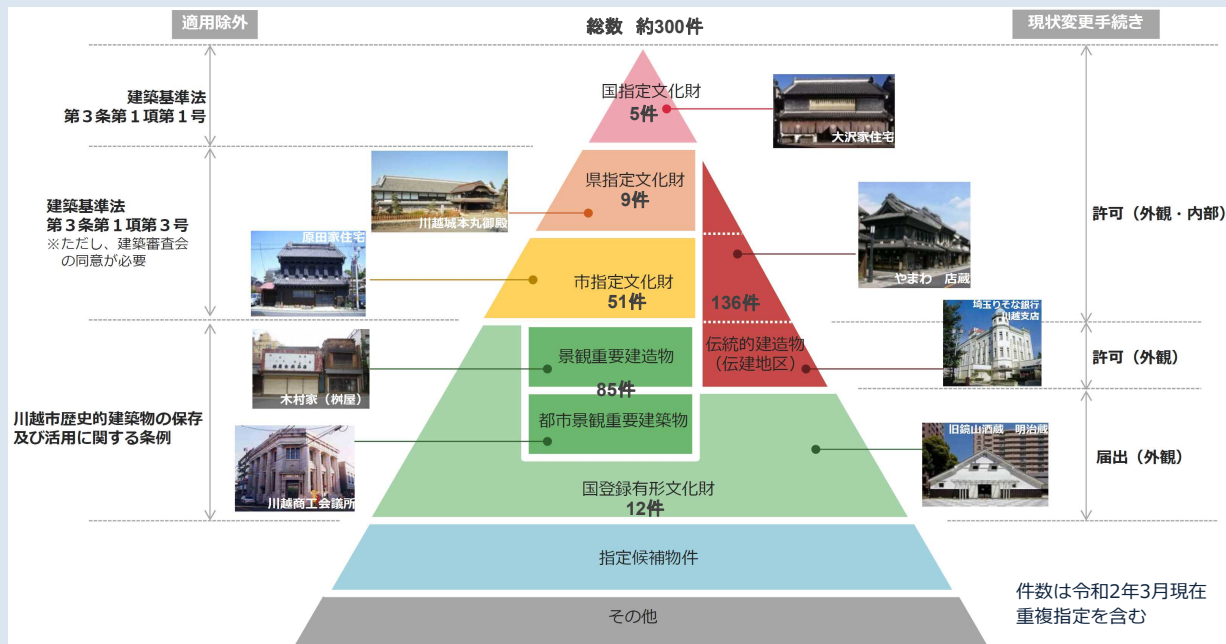 適用除外
総数 約300件
現状変更手続き
建築基準法
第3条第1項第1号
国指定文化財
5件
大沢家住宅
建築基準法
第3条第1項第3号
※ただし、建築審査会
の同意が必要
川越城本丸御殿
県指定文化財
9件
許可（外観・内部）
原田家住宅
やまわ 店蔵
市指定文化財
51件
136件
埼玉りそな銀行
川越支店
伝統的建造物
（伝建地区）
許可（外観）
木村家（桝屋）
景観重要建造物
85件
都市景観重要建築物
川越市歴史的建築物の保存
及び活用に関する条例
川越商工会議所
旧鏡山酒蔵 明治蔵
届出（外観）
国登録有形文化財
12件
指定候補物件
件数は令和2年3月現在
重複指定を含む
その他